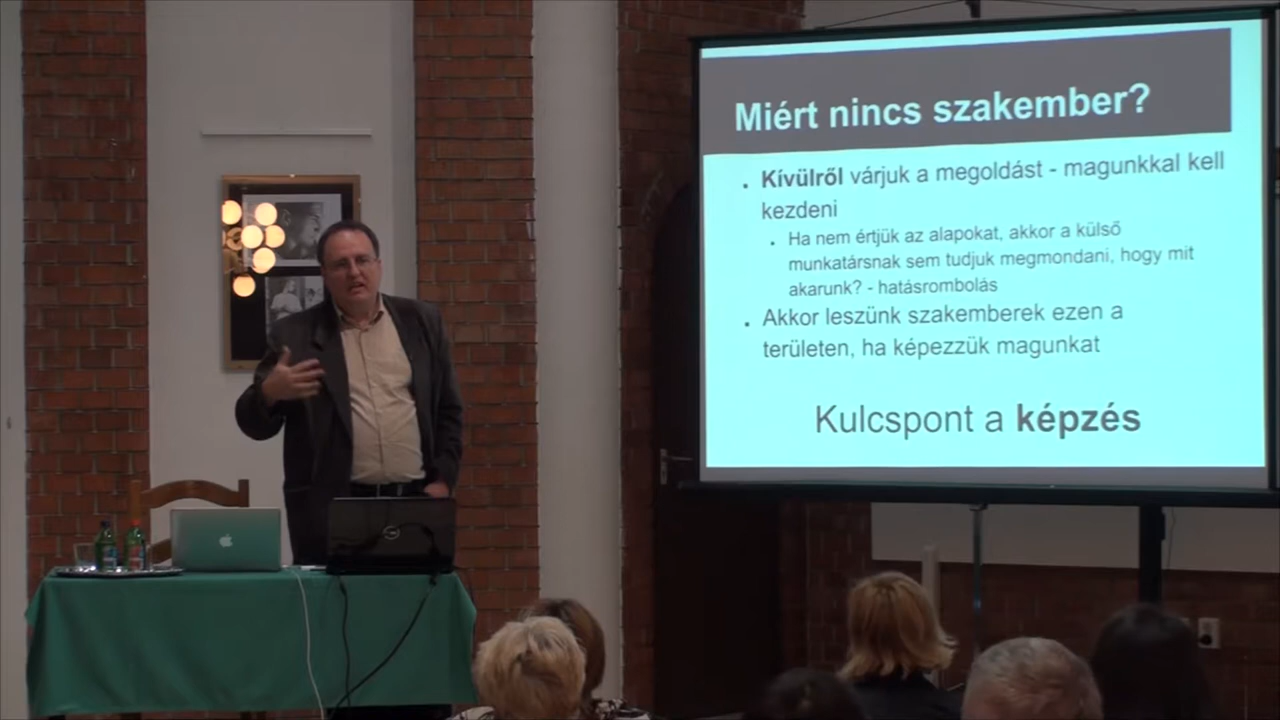 Miért nincs szakember?
. Kívülről várjuk a megoldást - magunkkal kell
kezdeni
. Ha nem értjük az alapokat, akkor a külső
munkatársnak sem tudjuk megmondani, hogy mit
akarunk? - hatásrombolás
. Akkor leszünk szakemberek ezen a
területen, ha képezzük magunkat
Kulcspont a képzés